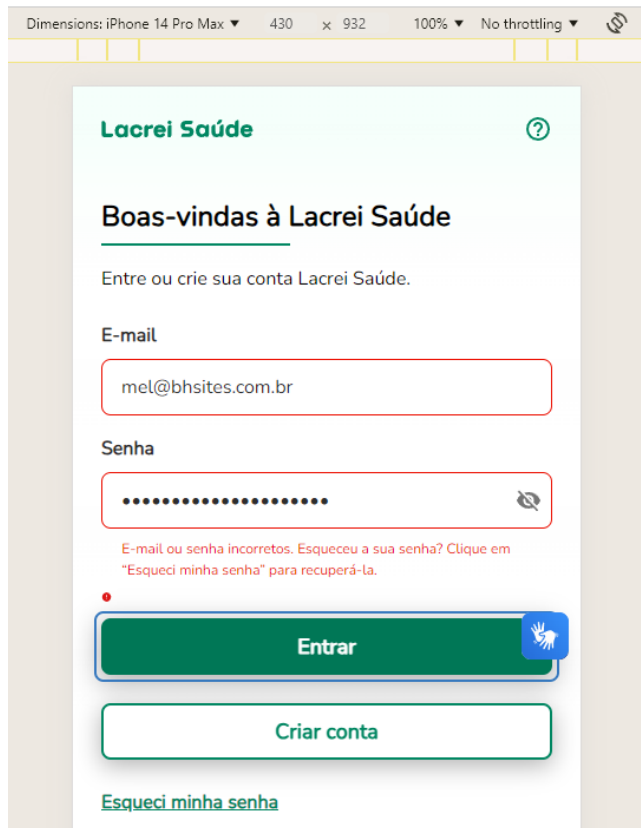 Dimensions: iPhone 14 Pro Max ▼ 430 x 932 100% ▼ No throttling ▼
Lacrei Saúde
Boas-vindas à Lacrei Saúde
Entre ou crie sua conta Lacrei Saúde.
E-mail
mel@bhsites.com.br
Senha
•••••••••••••••••••••
E-mail ou senha incorretos. Esqueceu a sua senha? Clique em
“Esqueci minha senha” para recuperá-la.
Entrar
Criar conta
Esqueci minha senha